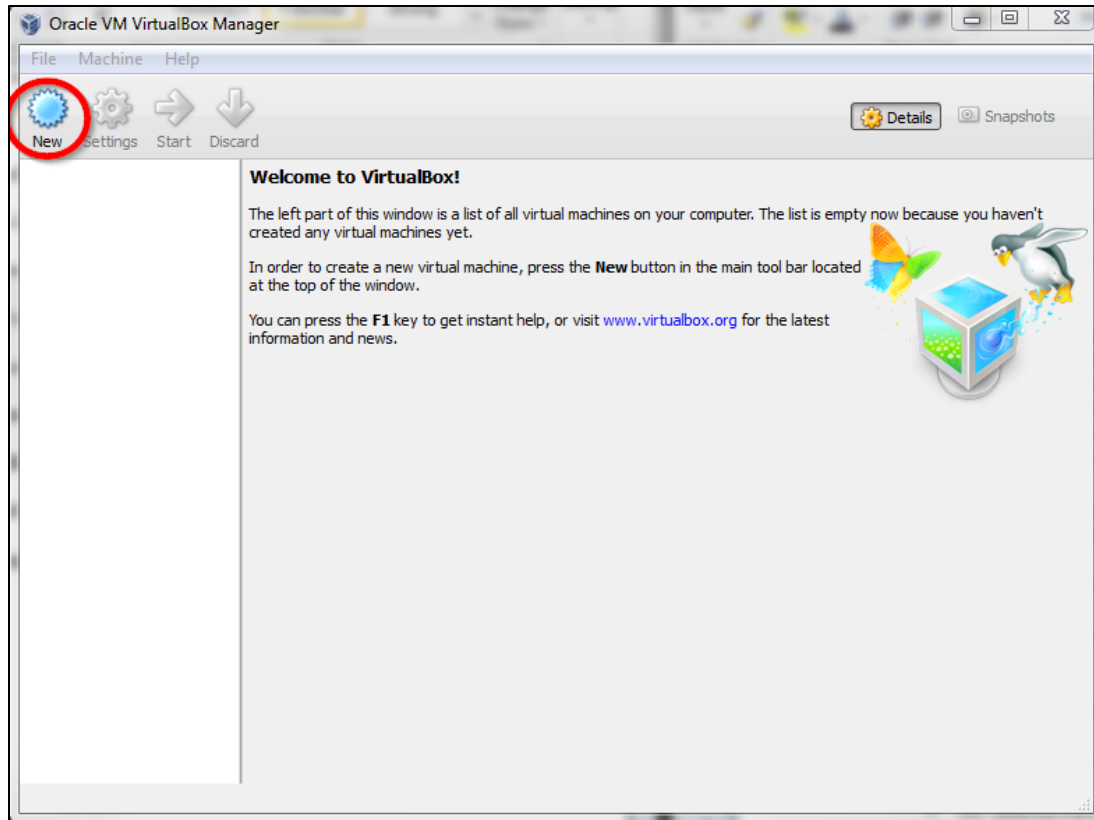 Oracle VM VirtualBox Manager
File Machine Help
New Settings Start Discard
Details Snapshots
Welcome to VirtualBox!
The left part of this window is a list of all virtual machines on your computer. The list is empty now because you haven't
created any virtual machines yet.
In order to create a new virtual machine, press the New button in the main tool bar located
at the top of the window.
You can press the F1 key to get instant help, or visit www.virtualbox.org for the latest
information and news.